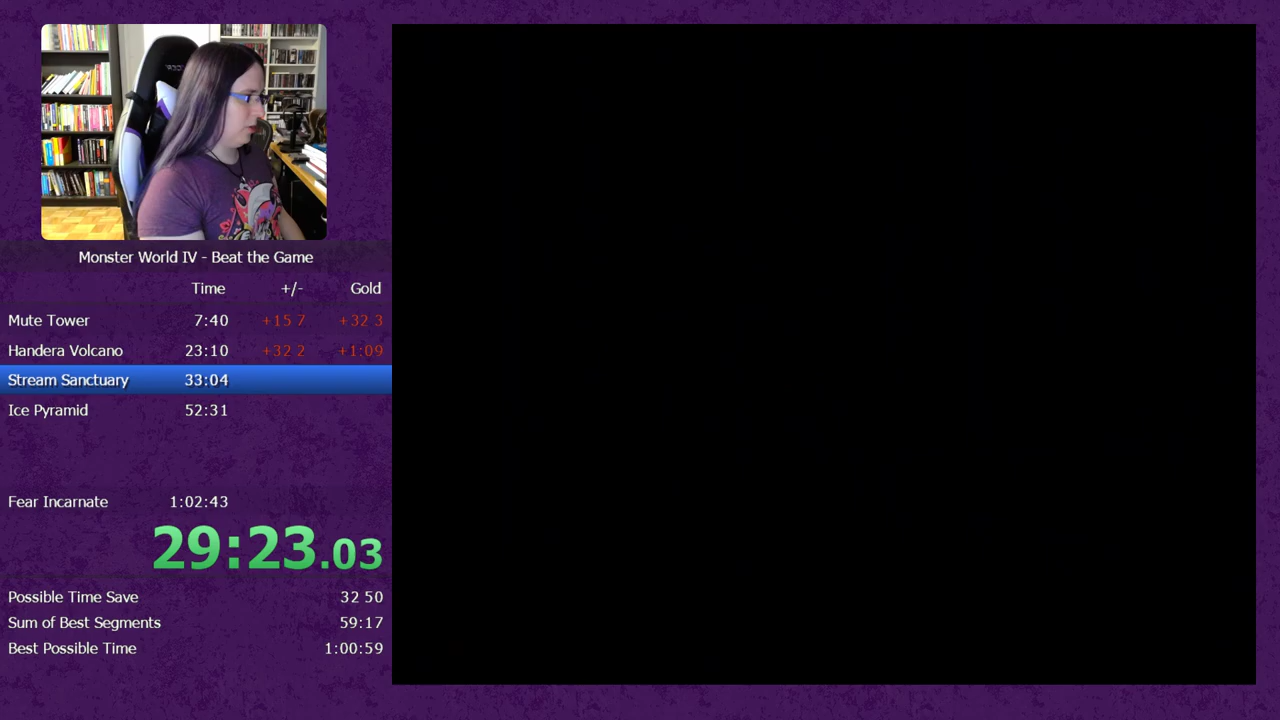 Monster World IV - Beat the Game
Time +/- Gold
Mute Tower 7:40 +15 7 +32 3
Handera Volcano 23:10 +32 2 +1:09
Stream Sanctuary 33:04
Ice Pyramid 52:31
Fear Incarnate 1:02:43
29:23.03
Possible Time Save 32 50
Sum of Best Segments 59:17
Best Possible Time 1:00:59